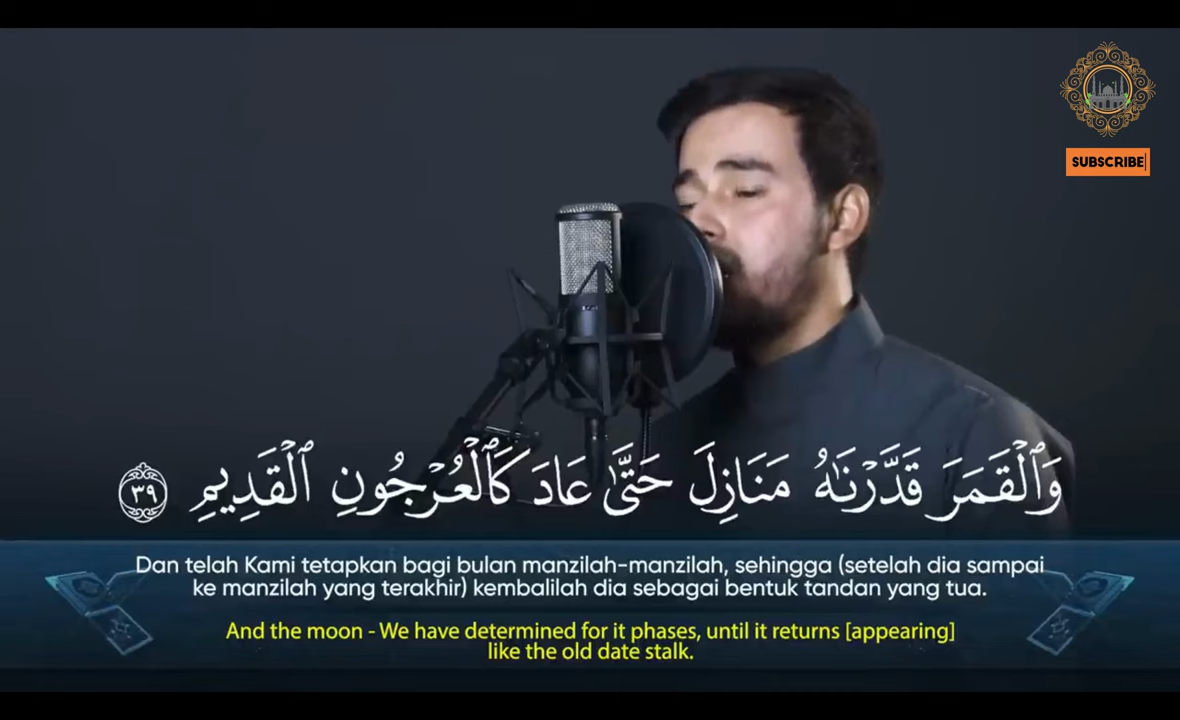 SUBSCRIBE
وَٱلْقَمَرَ قَدَّرْنَـٰهُ مَنَازِلَ حَتَّىٰ عَادَ كَٱلْعُرْجُونِ ٱلْقَدِيمِ ٣٩
Dan telah Kami tetapkan bagi bulan manzilah-manzilah, sehingga (setelah dia sampai
ke manzilah yang terakhir) kembalilah dia sebagai bentuk tandan yang tua.
And the moon - We have determined for it phases, until it returns [appearing]
like the old date stalk.